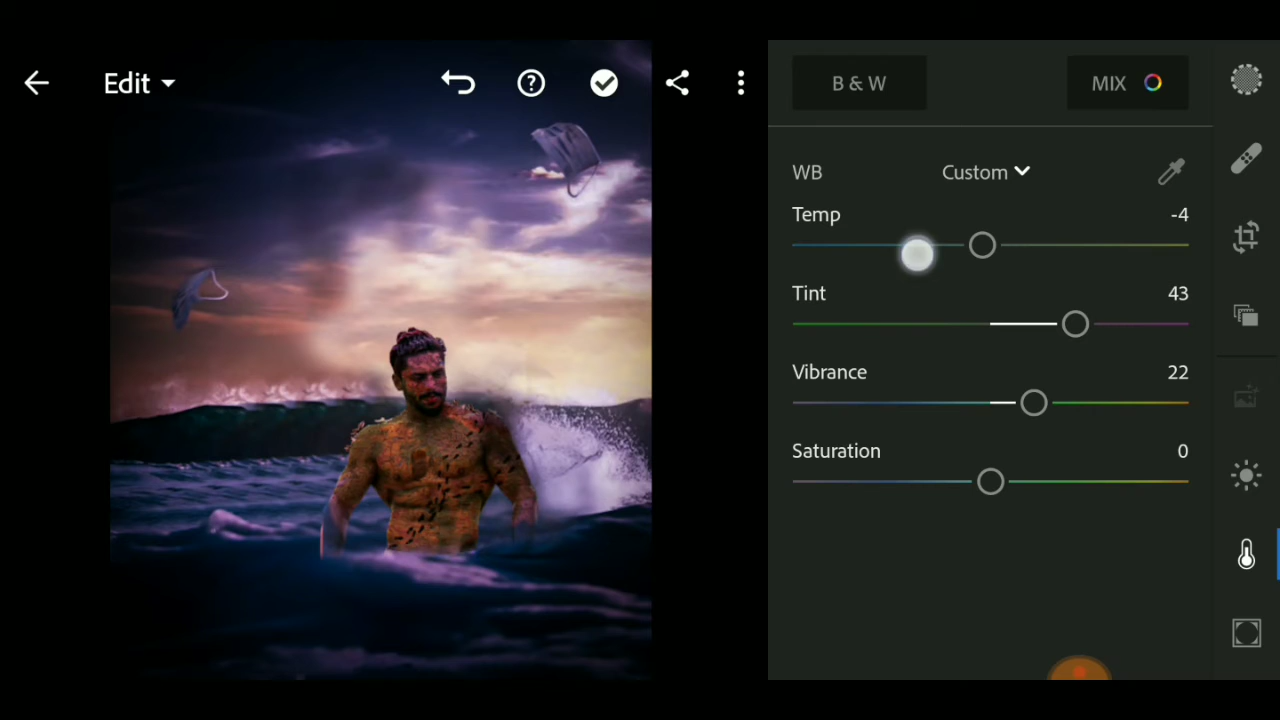 Edit
B & W
MIX
WB
Custom
Temp
-4
Tint
43
Vibrance
22
Saturation
0